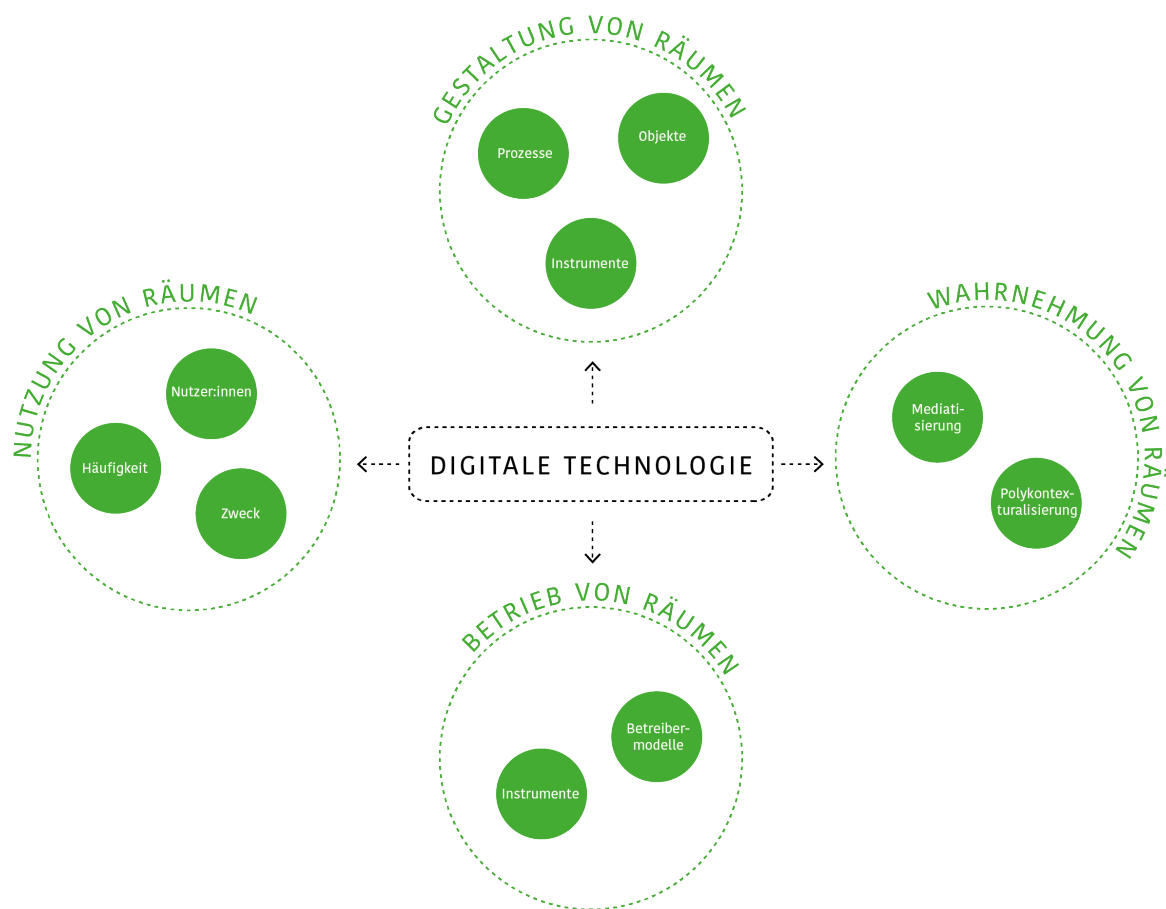 GESTALTUNG VON RÄUMEN
Objekte
Prozesse
Instrumente
NUTZUNG VON RÄUMEN
Nutzer:innen
Häufigkeit
Zweck
DIGITALE TECHNOLOGIE
WAHRNEHMUNG VON RÄUMEN
Mediati-
sierung
Polykontex-
turalisierung
BETRIEB VON RÄUMEN
Betreiber-
modelle
Instrumente